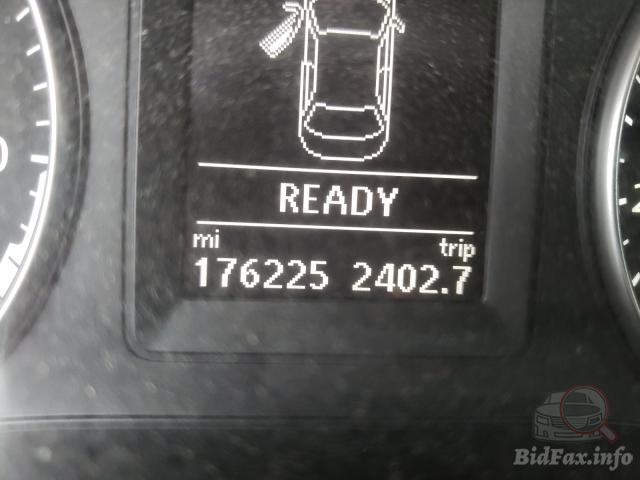 READY
mi trip
176225 2402.7
BidFax.info